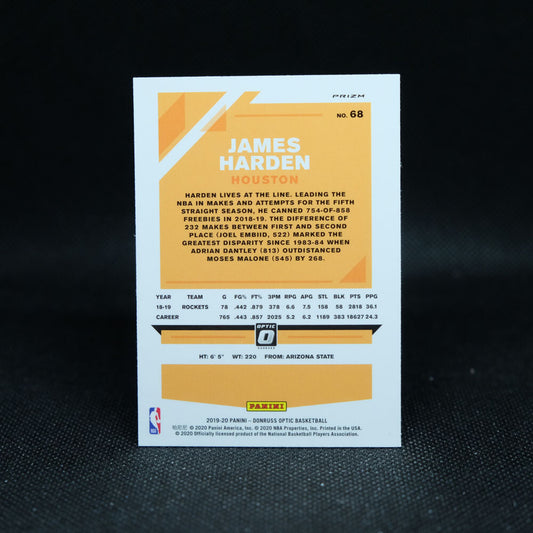 PRIZM
NO. 68
JAMES
HARDEN
HOUSTON
HARDEN LIVES AT THE LINE. LEADING THE
NBA IN MAKES AND ATTEMPTS FOR THE FIFTH
STRAIGHT SEASON, HE CANNED 754-OF-858
FREEBIES IN 2018-19. THE DIFFERENCE OF
232 MAKES BETWEEN FIRST AND SECOND
PLACE (JOEL EMBIID, 522) MARKED THE
GREATEST DISPARITY SINCE 1983-84 WHEN
ADRIAN DANTLEY (813) OUTDISTANCED
MOSES MALONE (545) BY 268.
YEAR TEAM G FG% FT% 3PM RPG APG STL BLK PTS PPG
18-19 ROCKETS 78 .442 .879 378 6.6 7.5 158 58 2818 36.1
CAREER 765 .443 .857 2025 5.2 6.2 1189 383 18627 24.3
OPTIC
HT: 6' 5" WT: 220 FROM: ARIZONA STATE
PANINI
2019-20 PANINI – DONRUSS OPTIC BASKETBALL
© 2020 Panini America, Inc. © 2020 NBA Properties, Inc. Printed in the USA.
© 2020 Officially licensed product of the National Basketball Players Association.